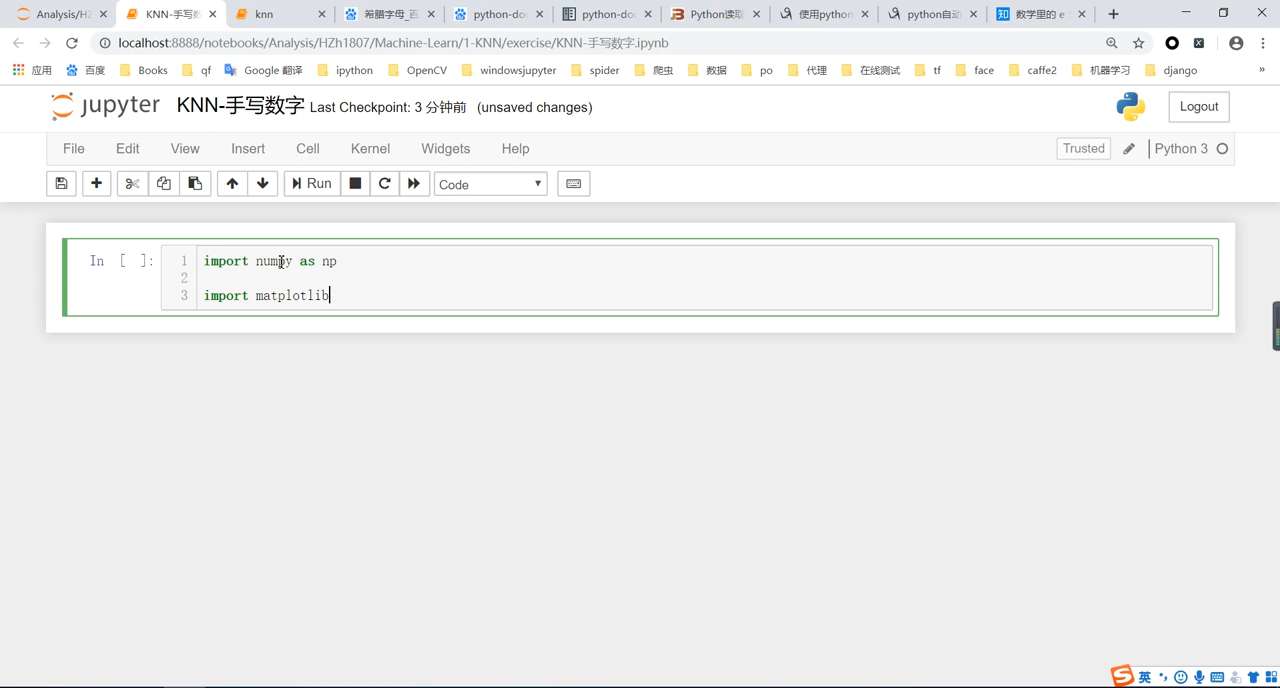 Analysis/HZ
KNN-手写数
knn
希腊字母_百
python-doc
python-doc
Python读取
使用python
python自动
数学里的 e
localhost:8888/notebooks/Analysis/HZh1807/Machine-Learn/1-KNN/exercise/KNN-手写数字.ipynb
应用 百度 Books qf Google 翻译 ipython OpenCV windowsjupyter spider 爬虫 数据 po 代理 在线测试 tf face caffe2 机器学习 django »
jupyter KNN-手写数字 Last Checkpoint: 3 分钟前 (unsaved changes) Logout
File Edit View Insert Cell Kernel Widgets Help Trusted Python 3
Run Code
In [ ]: 1 import numpy as np
2
3 import matplotlib
英